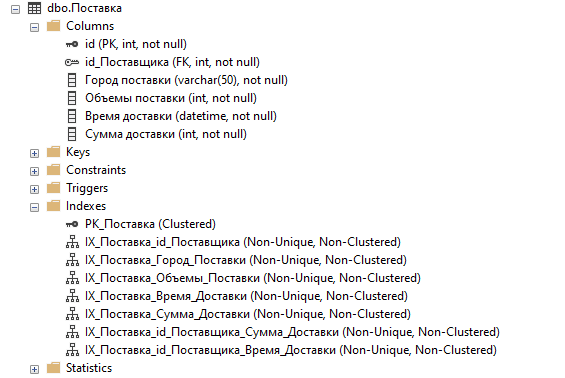 dbo.Поставка
Columns
id (PK, int, not null)
id_Поставщика (FK, int, not null)
Город поставки (varchar(50), not null)
Объемы поставки (int, not null)
Время доставки (datetime, not null)
Сумма доставки (int, not null)
Keys
Constraints
Triggers
Indexes
PK_Поставка (Clustered)
IX_Поставка_id_Поставщика (Non-Unique, Non-Clustered)
IX_Поставка_Город_Поставки (Non-Unique, Non-Clustered)
IX_Поставка_Объемы_Поставки (Non-Unique, Non-Clustered)
IX_Поставка_Время_Доставки (Non-Unique, Non-Clustered)
IX_Поставка_Сумма_Доставки (Non-Unique, Non-Clustered)
IX_Поставка_id_Поставщика_Сумма_Доставки (Non-Unique, Non-Clustered)
IX_Поставка_id_Поставщика_Время_Доставки (Non-Unique, Non-Clustered)
Statistics